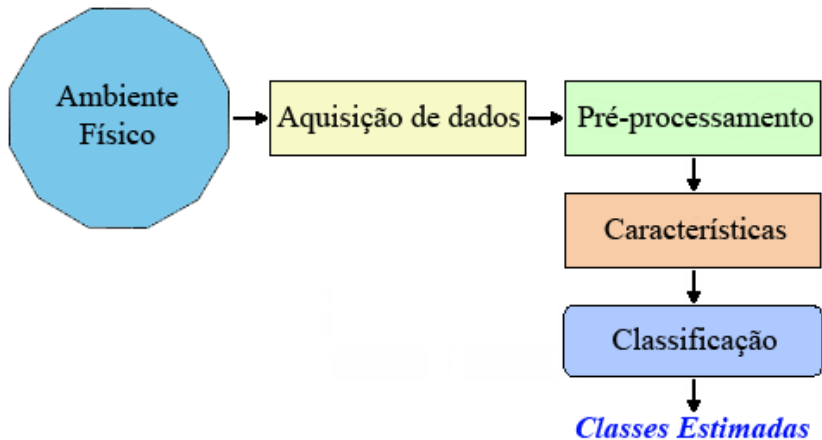 Ambiente
Físico
Aquisição de dados
Pré-processamento
Características
Classificação
Classes Estimadas